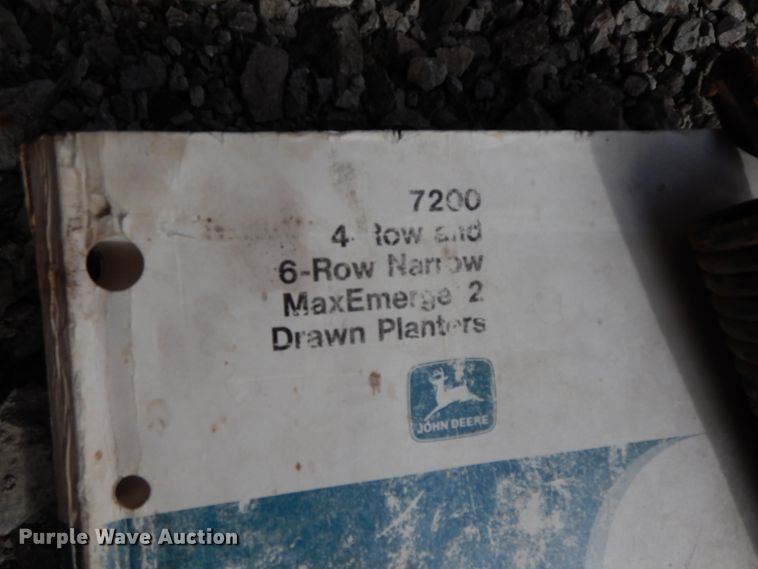 7200
4-Row and
6-Row Narrow
MaxEmerge 2
Drawn Planters
JOHN DEERE
Purple Wave Auction®